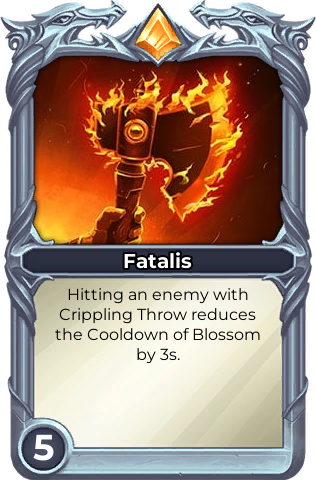 Fatalis
Hitting an enemy with
Crippling Throw reduces
the Cooldown of Blossom
by 3s.
5